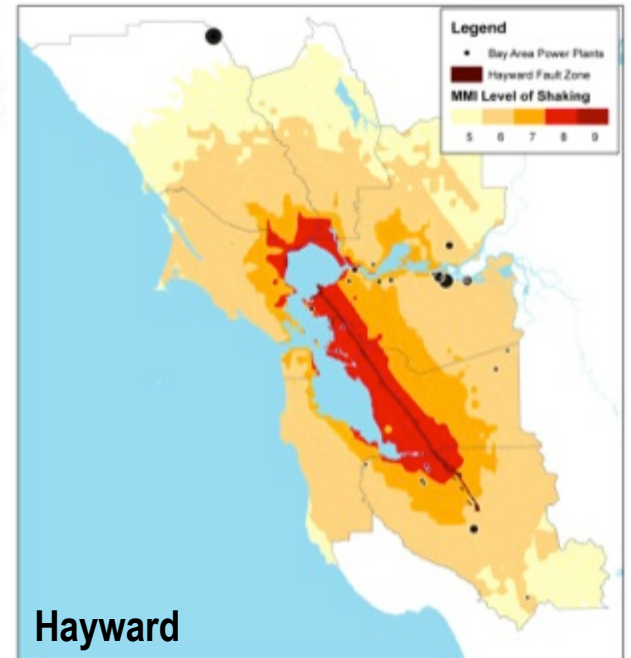 Legend
Bay Area Power Plants
Hayward Fault Zone
MMI Level of Shaking
5 6 7 8 9
Hayward